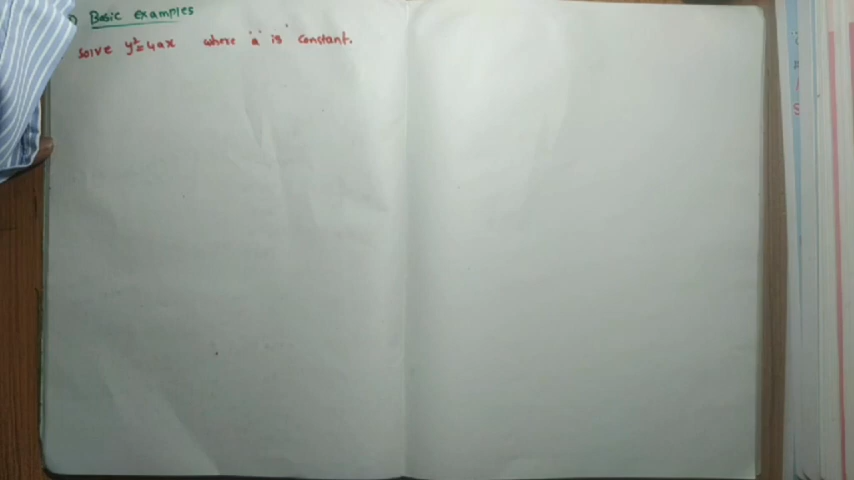 Basic examples
solve y²=4ax where 'a' is constant.